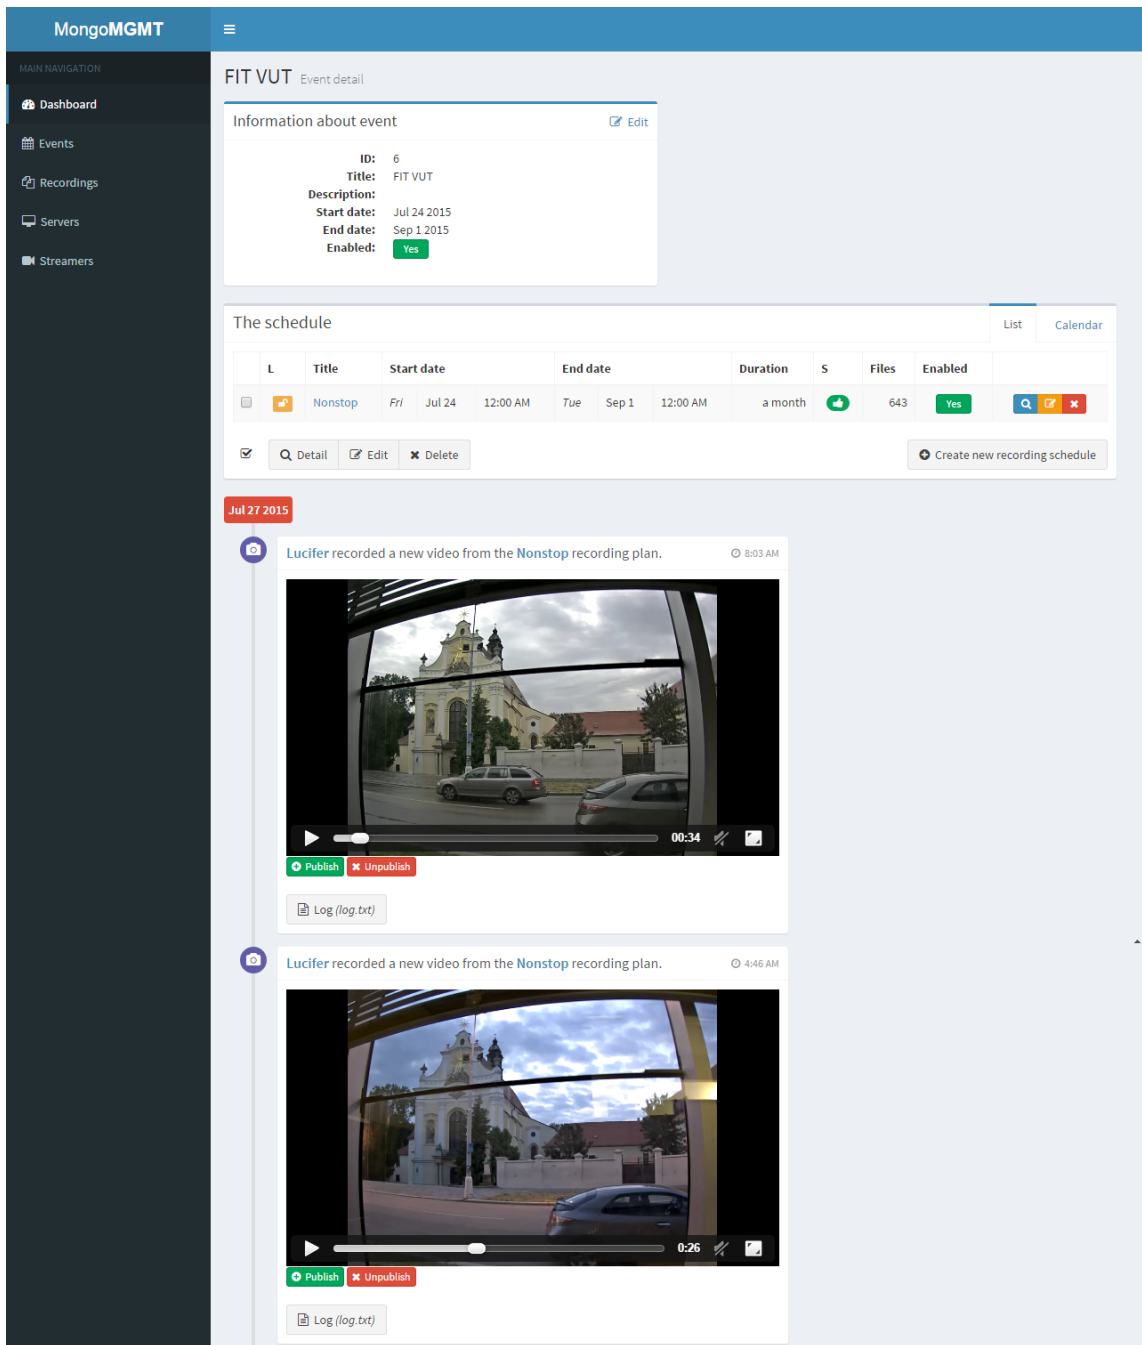 MongoMGMT
MAIN NAVIGATION
Dashboard
Events
Recordings
Servers
Streamers
FIT VUT Event detail
Information about event Edit
ID: 6
Title: FIT VUT
Description:
Start date: Jul 24 2015
End date: Sep 1 2015
Enabled: Yes
The schedule List Calendar
L Title Start date End date Duration S Files Enabled
Nonstop Fri Jul 24 12:00 AM Tue Sep 1 12:00 AM a month 643 Yes
Detail Edit Delete Create new recording schedule
Jul 27 2015
Lucifer recorded a new video from the Nonstop recording plan. 8:03 AM
00:34
Publish Unpublish
Log (log.txt)
Lucifer recorded a new video from the Nonstop recording plan. 4:46 AM
0:26
Publish Unpublish
Log (log.txt)